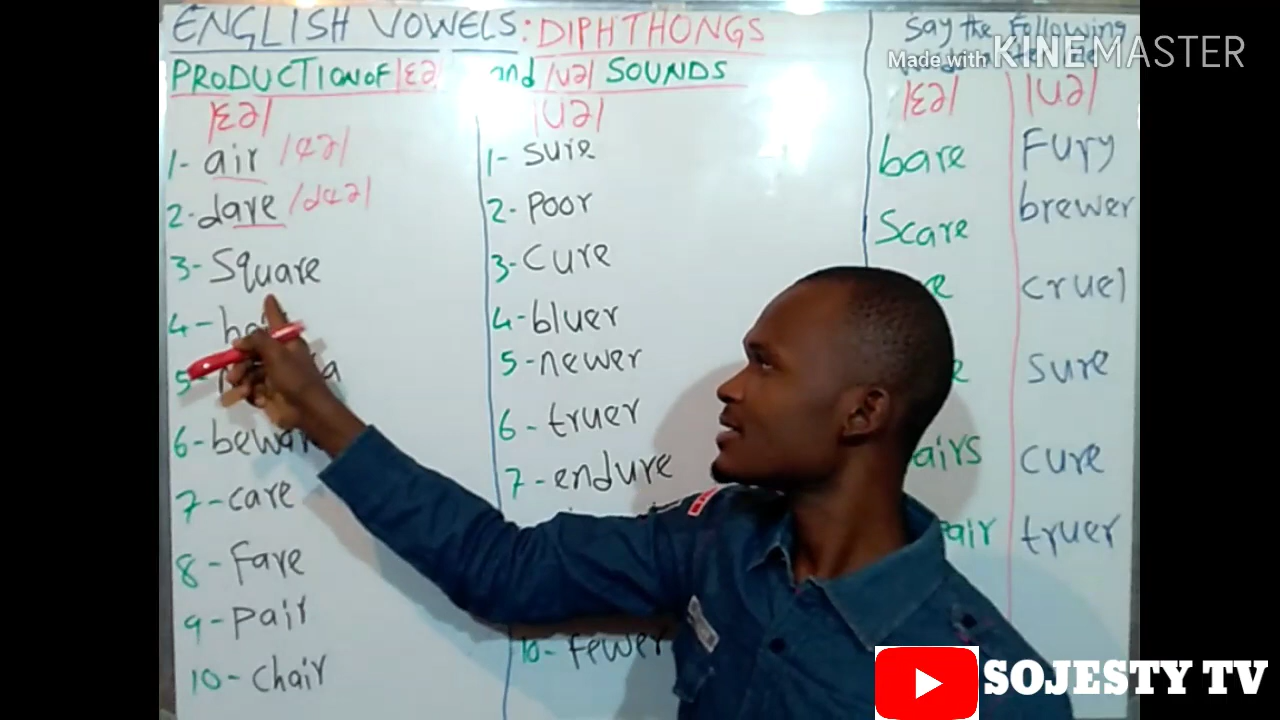 ENGLISH VOWELS: DIPHTHONGS
PRODUCTION OF /ɛə/ and /ʊə/ SOUNDS
/ɛə/
1- air /ɛə/
2- dare /dɛə/
3- Square
4-
5-
6- bewar
7- care
8- fare
9- pair
10- chair
/ʊə/
1- sure
2- poor
3- cure
4- bluer
5- newer
6- truer
7- endure
10- fewer
Say the Following
/ɛə/ /ʊə/
bare Fury
Scare brewer
cruel
sure
airs cure
air truer
Made with KINEMASTER
SOJESTY TV